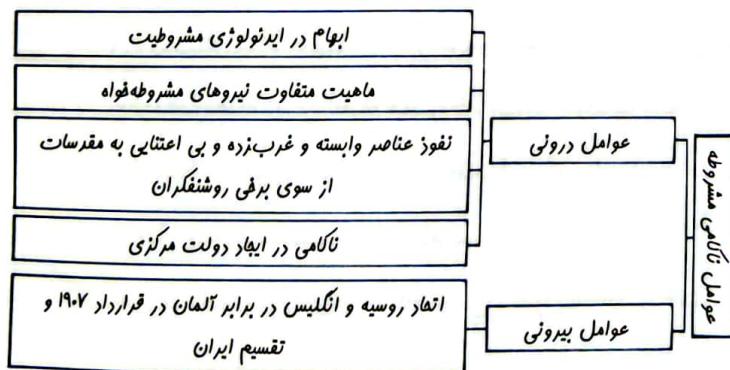 عوامل ناکامی مشروطه
عوامل درونی
ابهام در ایدئولوژی مشروطیت
ماهیت متفاوت نیروهای مشروطه‌خواه
نفوذ عناصر وابسته و غرب‌زده و بی اعتنایی به مقدسات
از سوی برخی روشنفکران
ناکامی در ایجاد دولت مرکزی
عوامل بیرونی
اتحاد روسیه و انگلیس در برابر آلمان در قرارداد ۱۹۰۷ و
تقسیم ایران